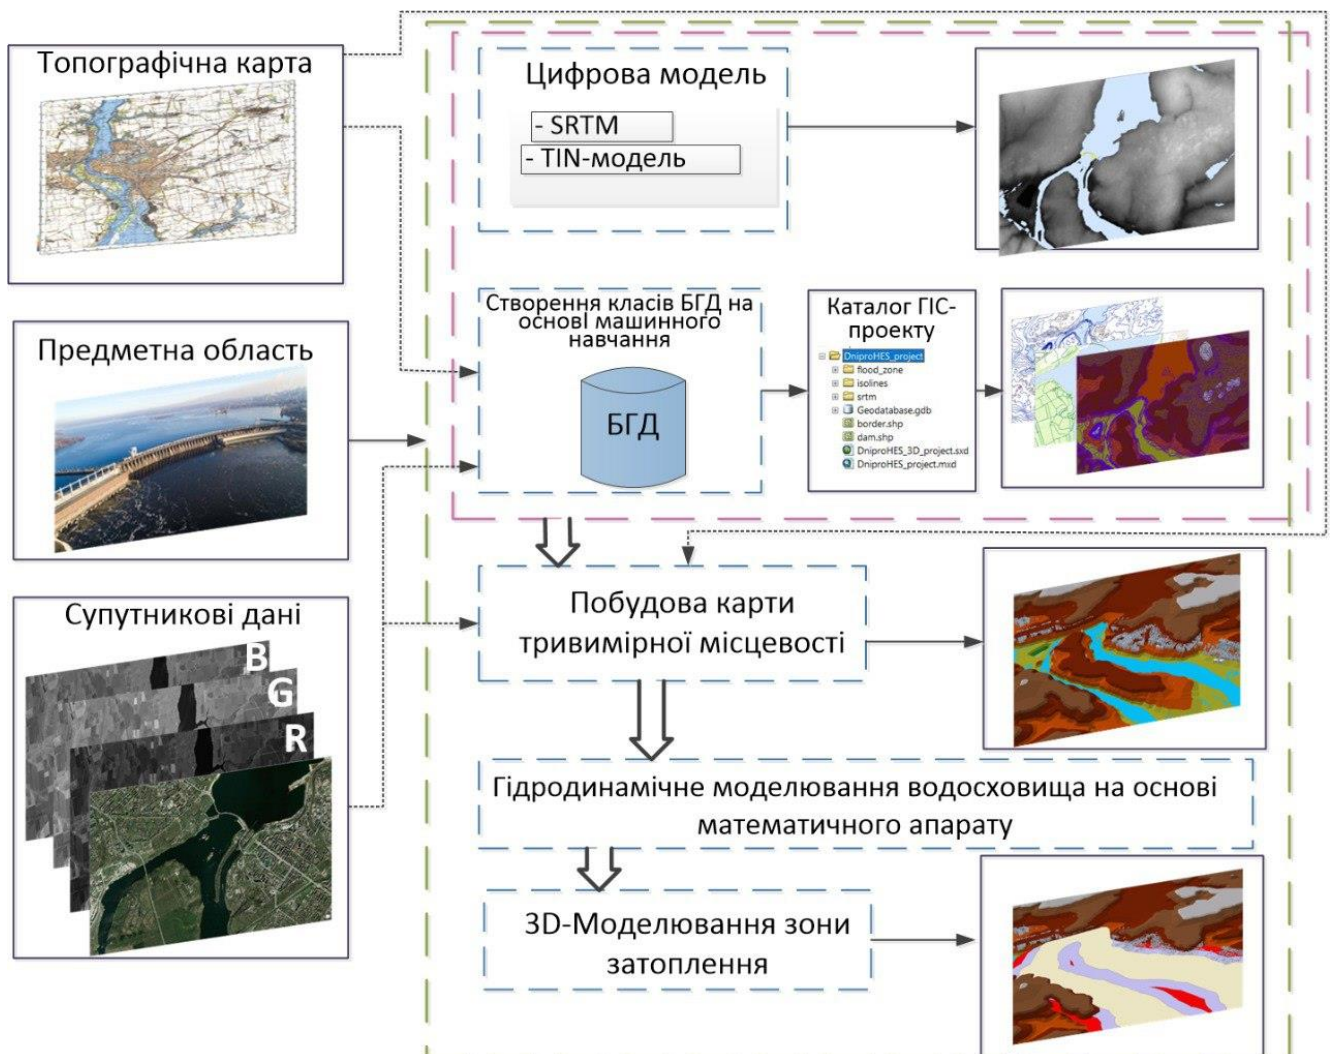 Топографічна карта
Предметна область
Супутникові дані
B
G
R
Цифрова модель
- SRTM
- TIN-модель
Створення класів БГД на
основі машинного
навчання
БГД
Каталог ГІС-
проекту
DniproHES_project
flood_zone
isolines
srtm
Geodatabase.gdb
border.shp
dam.shp
DniproHES_3D_project.sxd
DniproHES_project.mxd
Побудова карти
тривимірної місцевості
Гідродинамічне моделювання водосховища на основі
математичного апарату
3D-Моделювання зони
затоплення